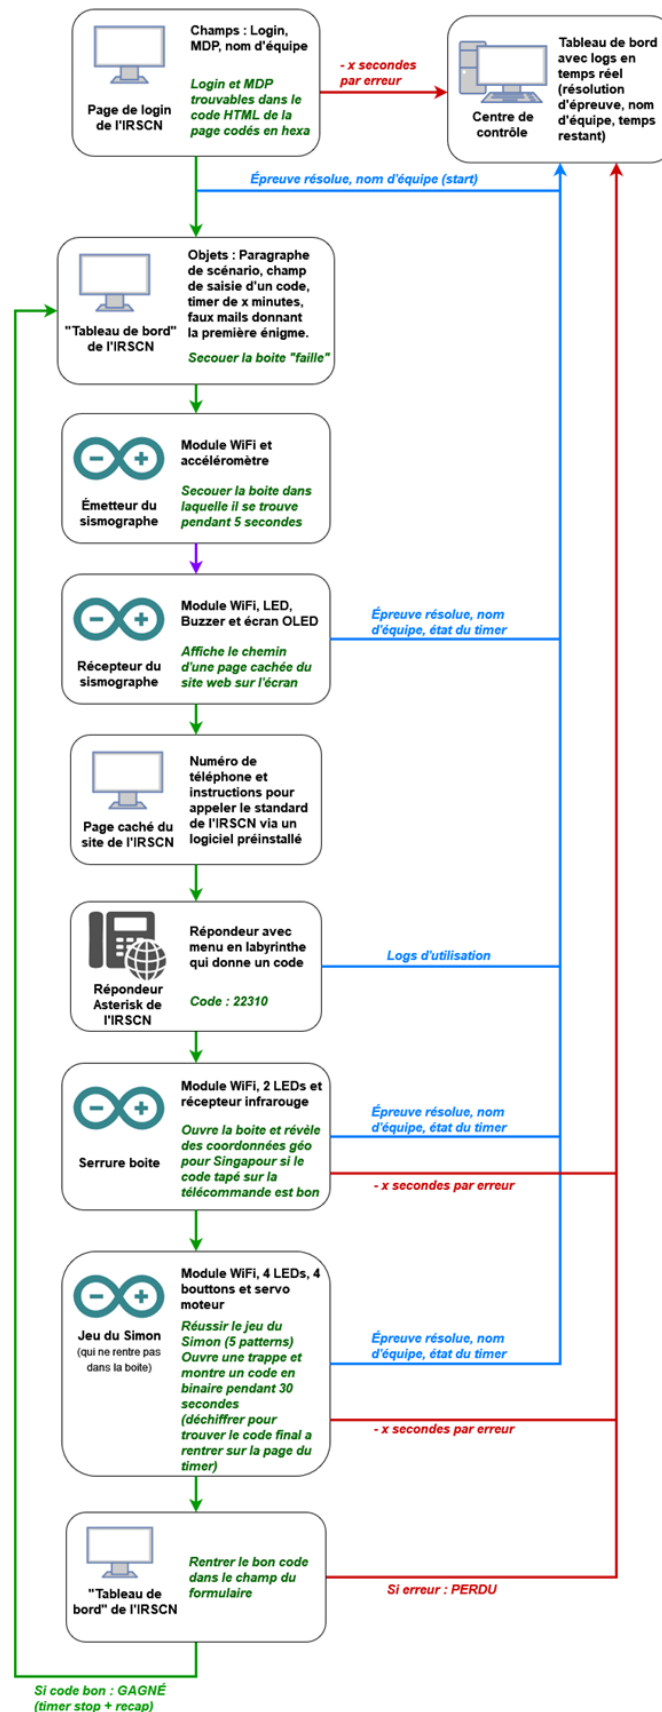 Champs : Login,
MDP, nom d'équipe
Login et MDP
trouvables dans le
code HTML de la
page codés en hexa
Page de login
de l'IRSCN
- x secondes
par erreur
Tableau de bord
avec logs en
temps réel
(résolution
d'épreuve, nom
d'équipe, temps
restant)
Centre de
contrôle
Épreuve résolue, nom d'équipe (start)
Objets : Paragraphe
de scénario, champ
de saisie d'un code,
timer de x minutes,
faux mails donnant
la première énigme.
Secouer la boite "faille"
"Tableau de bord"
de l'IRSCN
Module WiFi et
accéléromètre
Secouer la boite dans
laquelle il se trouve
pendant 5 secondes
Émetteur du
sismographe
Module WiFi, LED,
Buzzer et écran OLED
Affiche le chemin
d'une page cachée du
site web sur l'écran
Récepteur du
sismographe
Épreuve résolue, nom
d'équipe, état du timer
Numéro de
téléphone et
instructions pour
appeler le standard
de l'IRSCN via un
logiciel préinstallé
Page caché du
site de l'IRSCN
Répondeur avec
menu en labyrinthe
qui donne un code
Code : 22310
Répondeur
Asterisk de
l'IRSCN
Logs d'utilisation
Module WiFi, 2 LEDs et
récepteur infrarouge
Ouvre la boite et révèle
des coordonnées géo
pour Singapour si le
code tapé sur la
télécommande est bon
Serrure boite
Épreuve résolue, nom
d'équipe, état du timer
- x secondes par erreur
Module WiFi, 4 LEDs, 4
bouttons et servo
moteur
Réussir le jeu du
Simon (5 patterns)
Ouvre une trappe et
montre un code en
binaire pendant 30
secondes
(déchiffrer pour
trouver le code final a
rentrer sur la page du
timer)
Jeu du Simon
(qui ne rentre pas
dans la boite)
Épreuve résolue, nom
d'équipe, état du timer
- x secondes par erreur
Rentrer le bon code
dans le champ du
formulaire
"Tableau de
bord" de l'IRSCN
Si erreur : PERDU
Si code bon : GAGNÉ
(timer stop + recap)